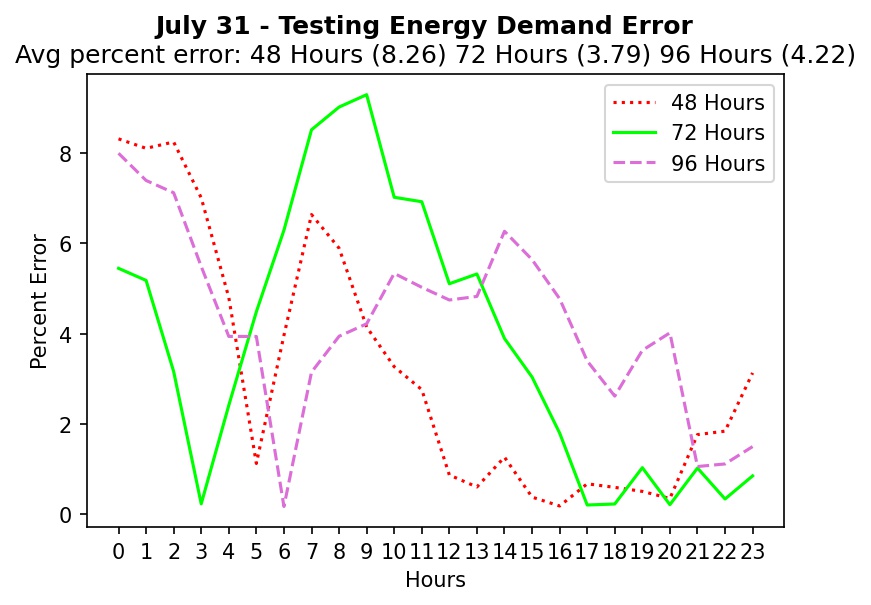 July 31 - Testing Energy Demand Error
Avg percent error: 48 Hours (8.26) 72 Hours (3.79) 96 Hours (4.22)
48 Hours
72 Hours
96 Hours
Percent Error
8
6
4
2
0
0 1 2 3 4 5 6 7 8 9 10 11 12 13 14 15 16 17 18 19 20 21 22 23
Hours